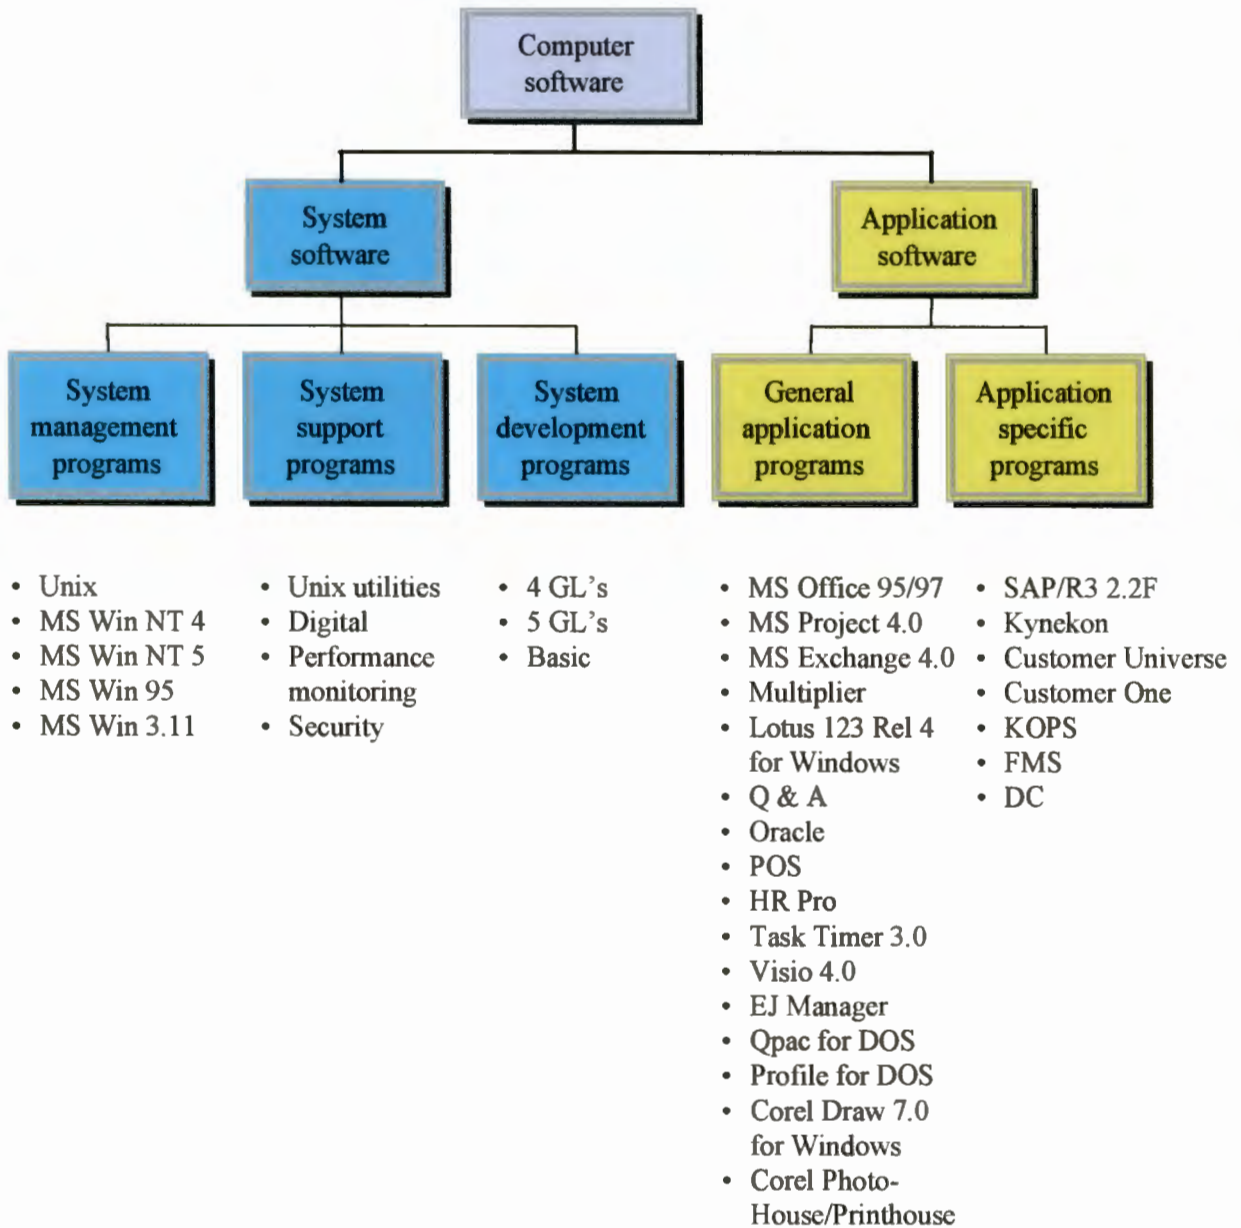 Computer
software
System
software
Application
software
System
management
programs
System
support
programs
System
development
programs
General
application
programs
Application
specific
programs
• Unix
• MS Win NT 4
• MS Win NT 5
• MS Win 95
• MS Win 3.11
• Unix utilities
• Digital
• Performance
monitoring
• Security
• 4 GL's
• 5 GL's
• Basic
• MS Office 95/97
• MS Project 4.0
• MS Exchange 4.0
• Multiplier
• Lotus 123 Rel 4
for Windows
• Q & A
• Oracle
• POS
• HR Pro
• Task Timer 3.0
• Visio 4.0
• EJ Manager
• Qpac for DOS
• Profile for DOS
• Corel Draw 7.0
for Windows
• Corel Photo-
House/Printhouse
• SAP/R3 2.2F
• Kynekon
• Customer Universe
• Customer One
• KOPS
• FMS
• DC